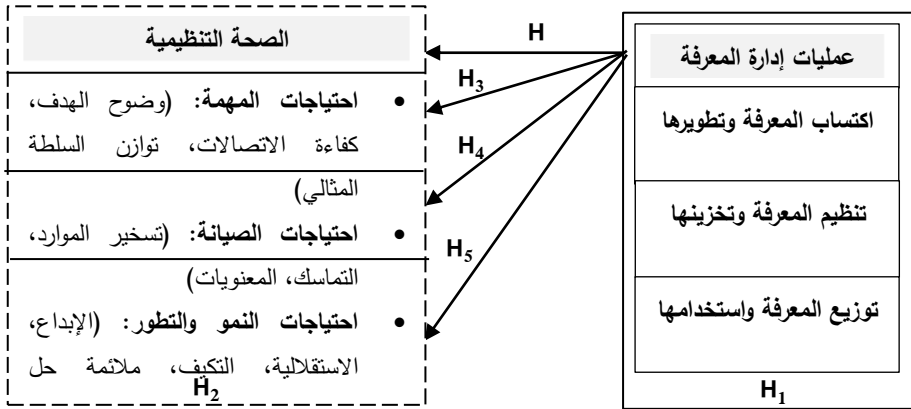 عمليات إدارة المعرفة
اكتساب المعرفة وتطويرها
تنظيم المعرفة وتخزينها
توزيع المعرفة واستخدامها
H1
H
H3
H4
H5
الصحة التنظيمية
• احتياجات المهمة: (وضوح الهدف،
كفاءة الاتصالات، توازن السلطة
المثالي)
• احتياجات الصيانة: (تسخير الموارد،
التماسك، المعنويات)
• احتياجات النمو والتطور: (الإبداع،
الاستقلالية، التكيف، ملائمة حل
H2